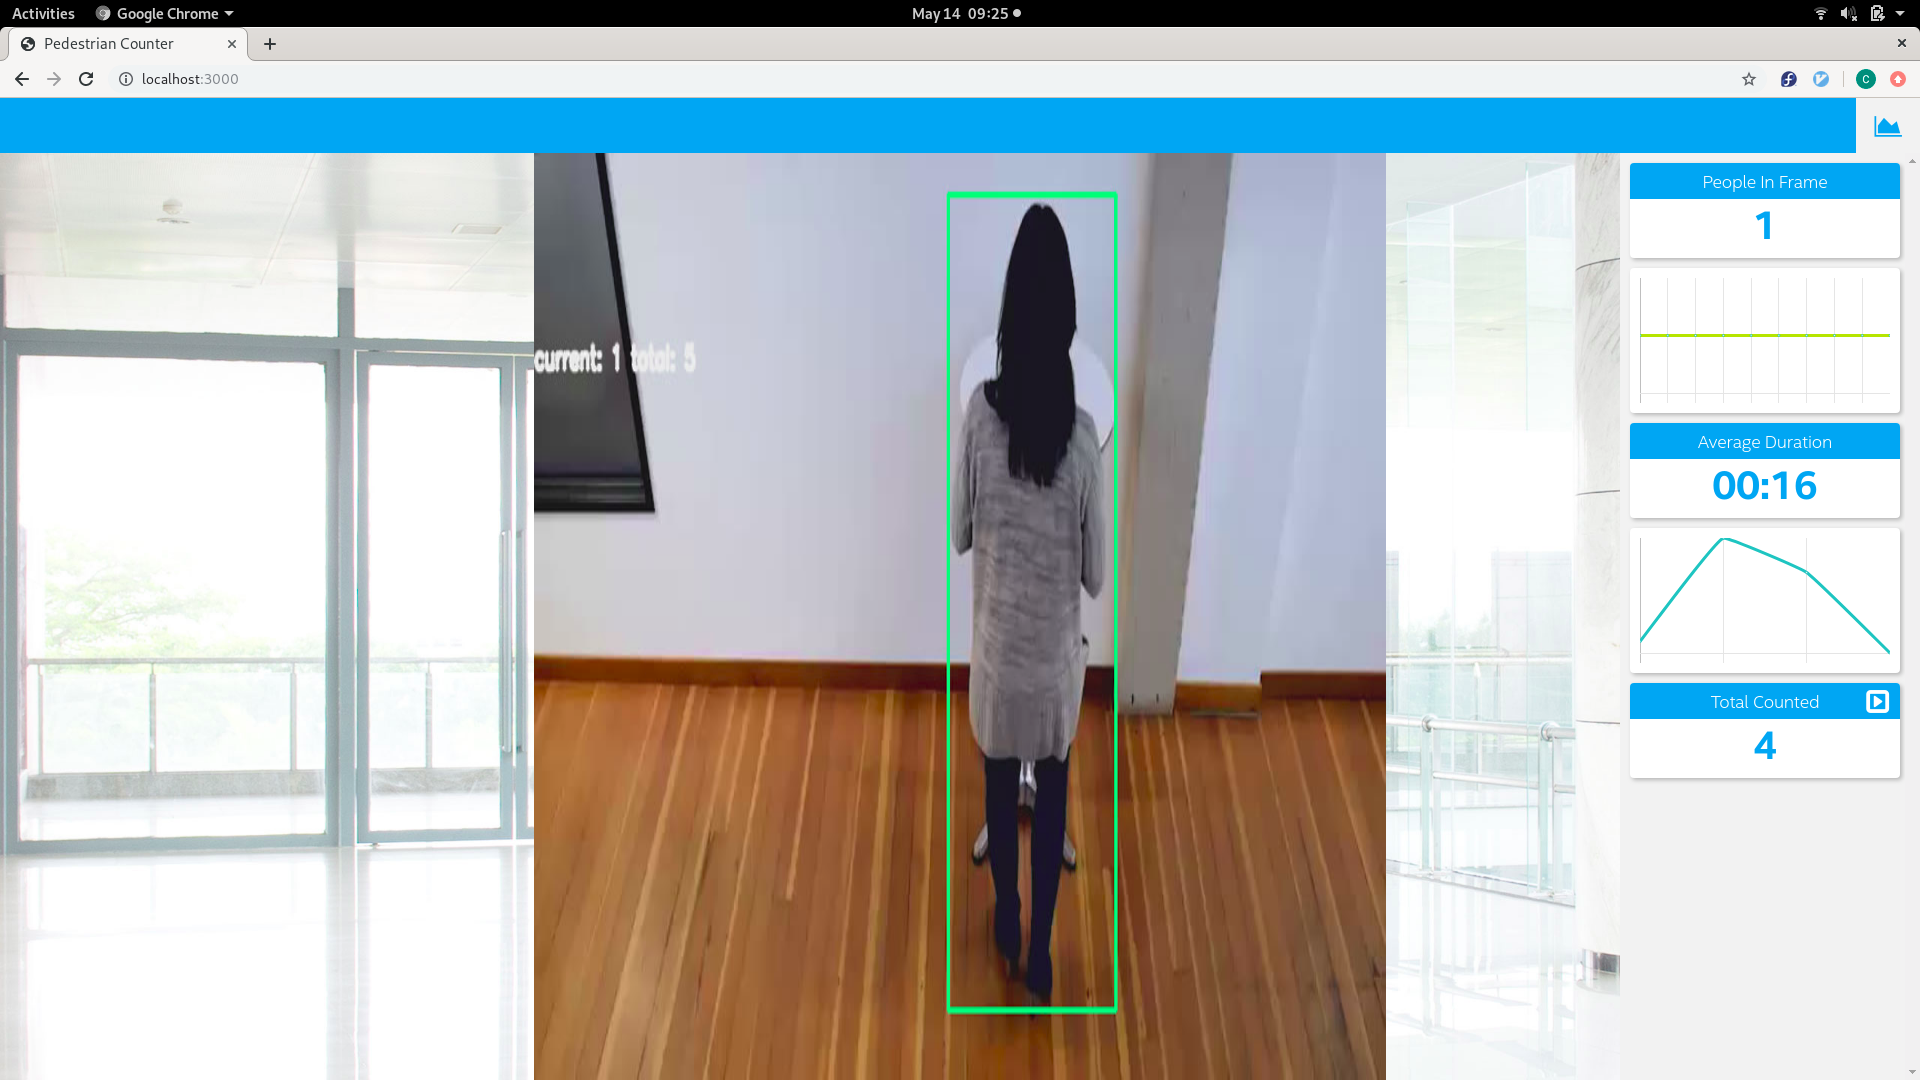 Activities Google Chrome May 14 09:25
Pedestrian Counter
localhost:3000 C
People In Frame
1
current: 1 total: 5
Average Duration
00:16
Total Counted
4